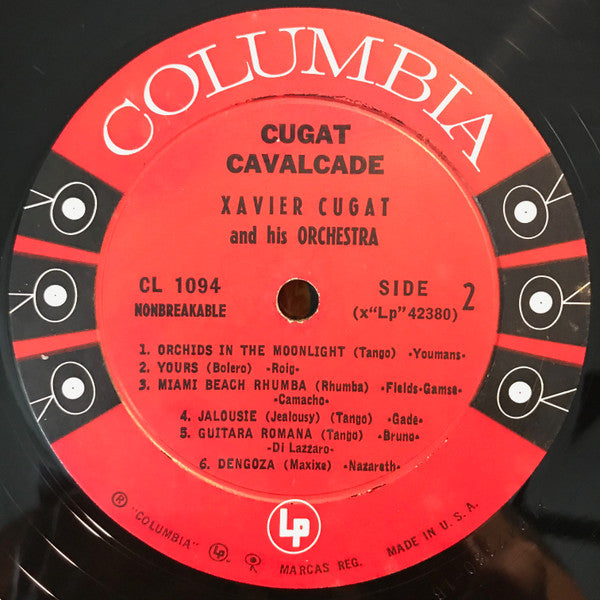 COLUMBIA
CUGAT
CAVALCADE
XAVIER CUGAT
and his ORCHESTRA
CL 1094
NONBREAKABLE
SIDE 2
(x"Lp" 42380)
1. ORCHIDS IN THE MOONLIGHT (Tango) -Youmans-
2. YOURS (Bolero) -Roig-
3. MIAMI BEACH RHUMBA (Rhumba) -Fields-Gamse-
-Camacho-
4. JALOUSIE (Jealousy) (Tango) -Gade-
5. GUITARA ROMANA (Tango) -Bruno-
-Di Lazzaro-
6. DENGOZA (Maxixe) -Nazareth-
Lp
® "COLUMBIA" MARCAS REG. MADE IN U. S. A.